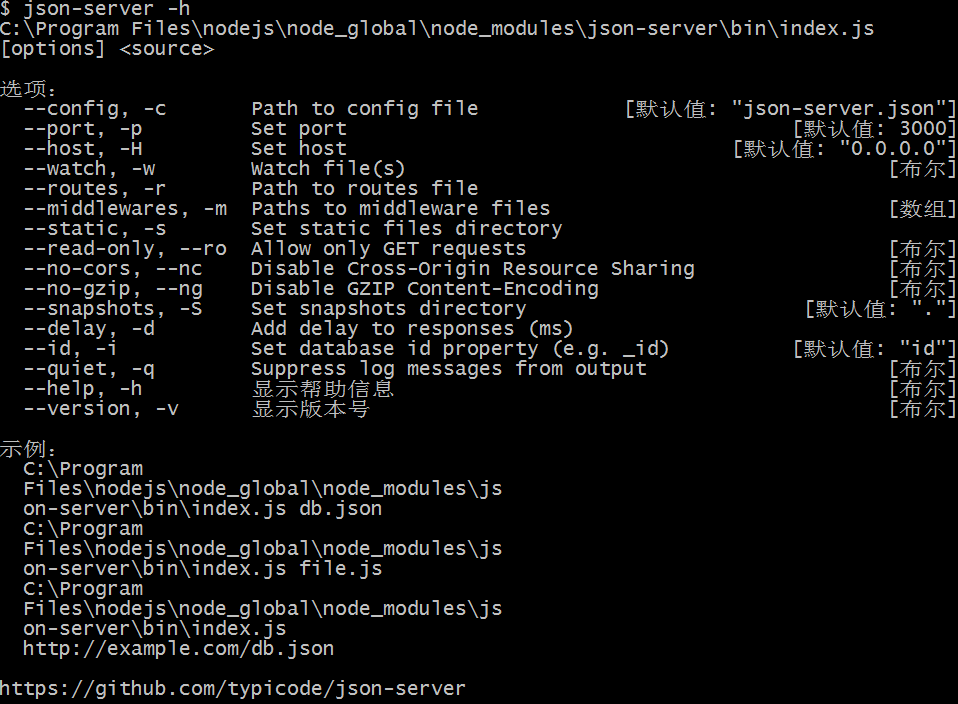 $ json-server -h
C:\Program Files\nodejs\node_global\node_modules\json-server\bin\index.js
[options] <source>
选项：
--config, -c Path to config file [默认值: "json-server.json"]
--port, -p Set port [默认值: 3000]
--host, -H Set host [默认值: "0.0.0.0"]
--watch, -w Watch file(s) [布尔]
--routes, -r Path to routes file
--middlewares, -m Paths to middleware files [数组]
--static, -s Set static files directory
--read-only, --ro Allow only GET requests [布尔]
--no-cors, --nc Disable Cross-Origin Resource Sharing [布尔]
--no-gzip, --ng Disable GZIP Content-Encoding [布尔]
--snapshots, -S Set snapshots directory [默认值: "."]
--delay, -d Add delay to responses (ms)
--id, -i Set database id property (e.g. _id) [默认值: "id"]
--quiet, -q Suppress log messages from output [布尔]
--help, -h 显示帮助信息 [布尔]
--version, -v 显示版本号 [布尔]
示例：
C:\Program
Files\nodejs\node_global\node_modules\js
on-server\bin\index.js db.json
C:\Program
Files\nodejs\node_global\node_modules\js
on-server\bin\index.js file.js
C:\Program
Files\nodejs\node_global\node_modules\js
on-server\bin\index.js
http://example.com/db.json
https://github.com/typicode/json-server